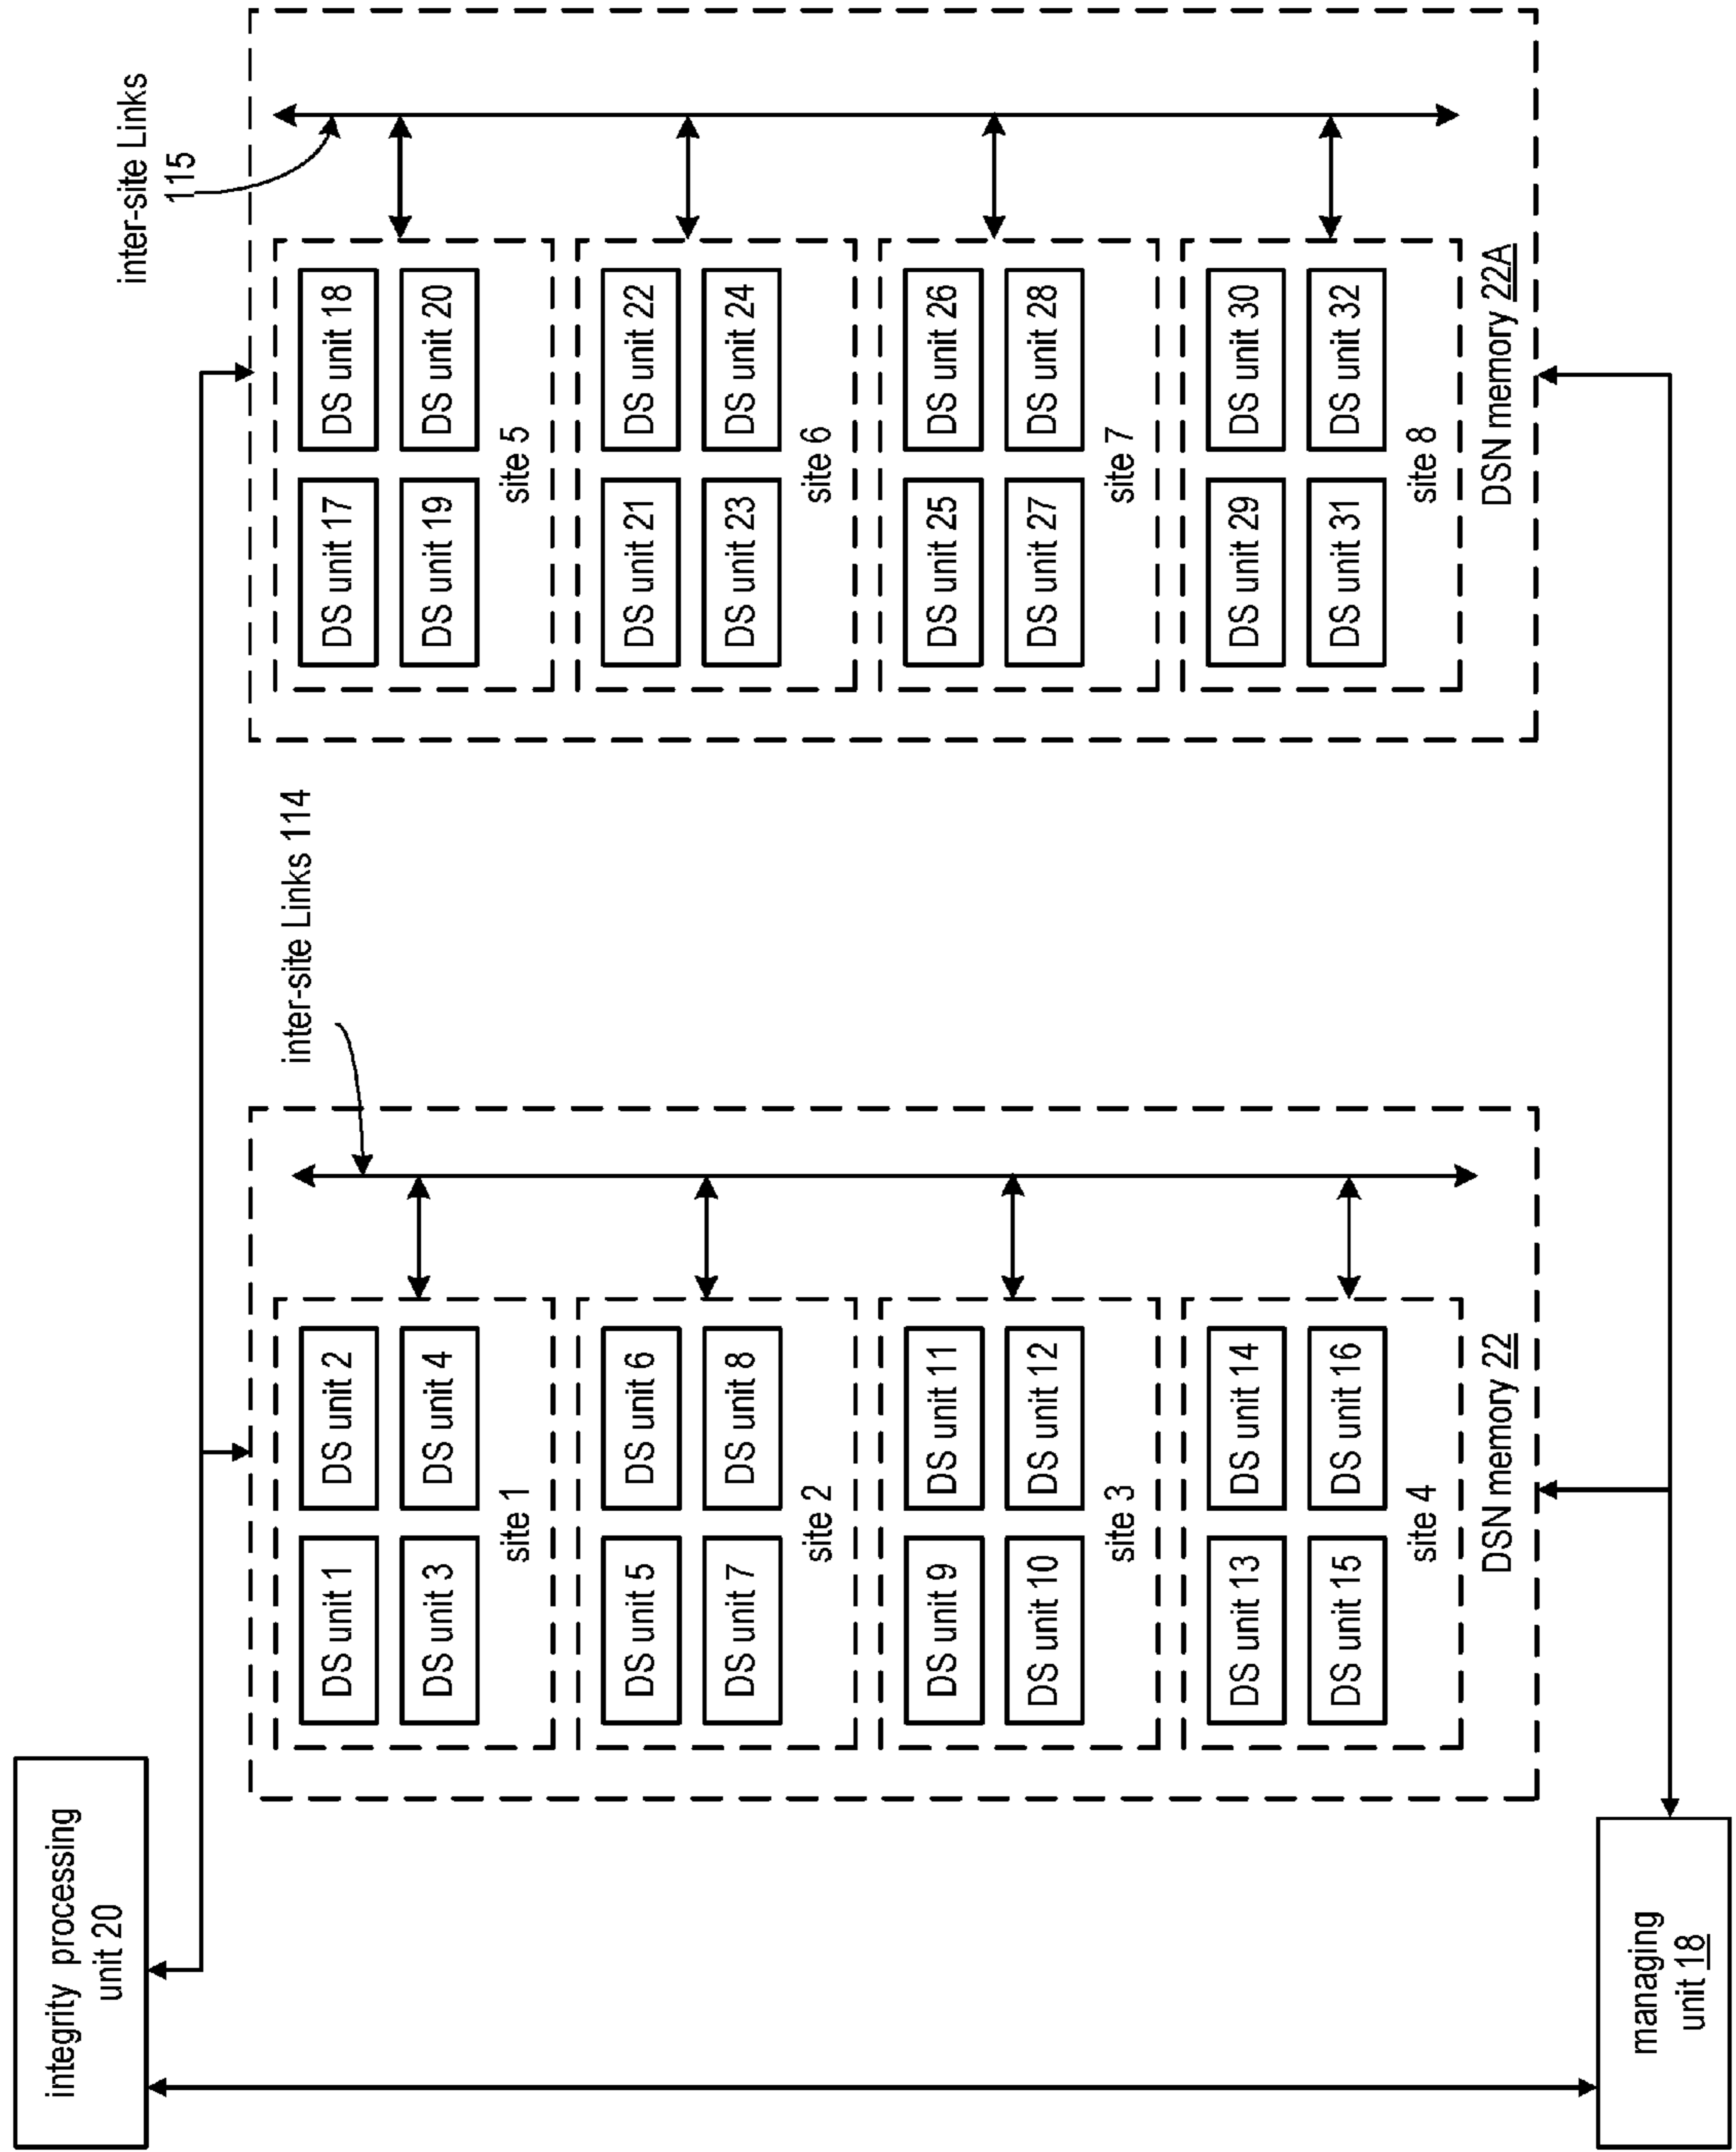 integrity processing
unit 20
inter-site Links
115
inter-site Links 114
DS unit 1
DS unit 2
DS unit 3
DS unit 4
site 1
DS unit 5
DS unit 6
DS unit 7
DS unit 8
site 2
DS unit 9
DS unit 11
DS unit 10
DS unit 12
site 3
DS unit 13
DS unit 14
DS unit 15
DS unit 16
site 4
DSN memory 22
DS unit 17
DS unit 18
DS unit 19
DS unit 20
site 5
DS unit 21
DS unit 22
DS unit 23
DS unit 24
site 6
DS unit 25
DS unit 26
DS unit 27
DS unit 28
site 7
DS unit 29
DS unit 30
DS unit 31
DS unit 32
site 8
DSN memory 22A
managing
unit 18